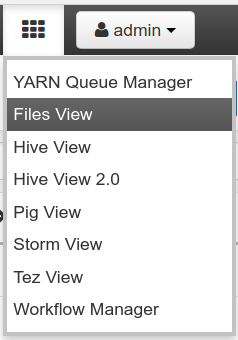 admin
YARN Queue Manager
Files View
Hive View
Hive View 2.0
Pig View
Storm View
Tez View
Workflow Manager